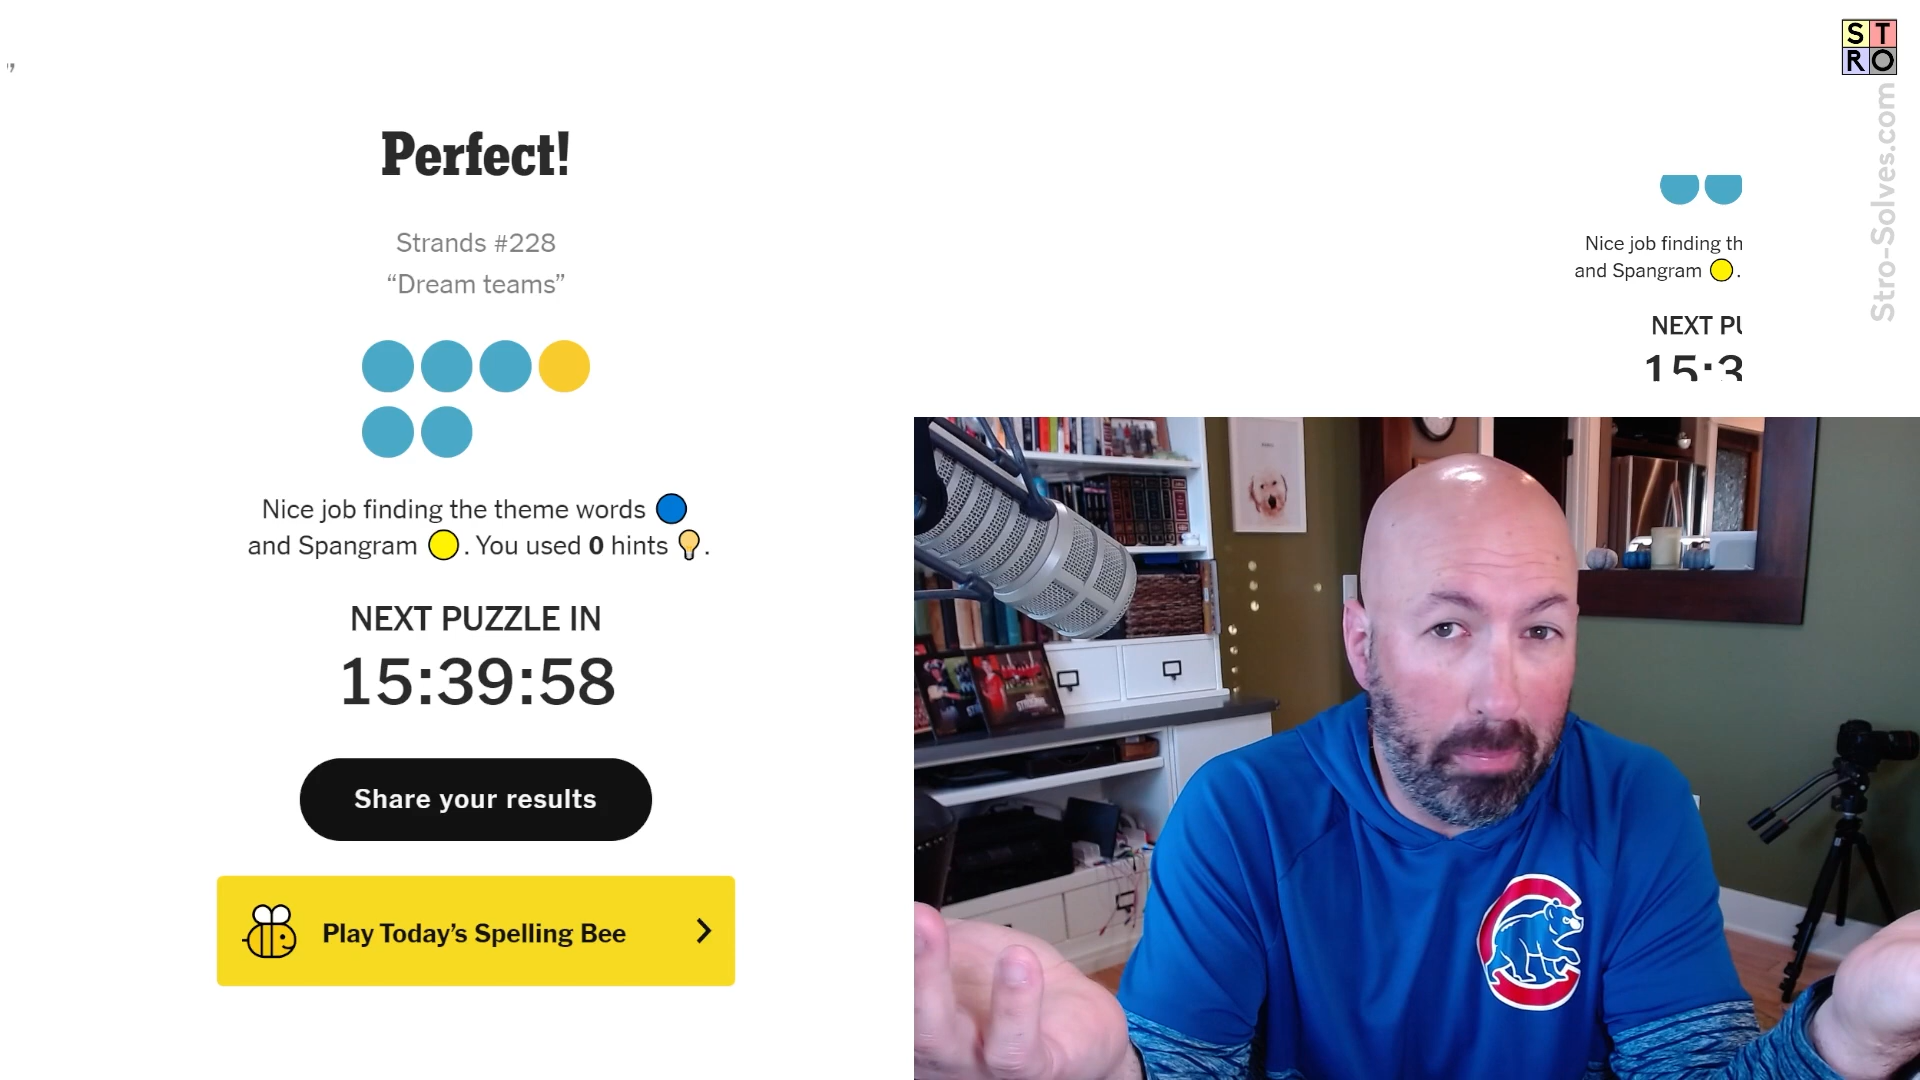 ”
Perfect!
Strands #228
“Dream teams”
Nice job finding the theme words
and Spangram . You used 0 hints .
NEXT PUZZLE IN
15:39:58
Share your results
Play Today’s Spelling Bee
S T
R O
Stro-Solves.com
Nice job finding th
and Spangram .
NEXT PU
15:3